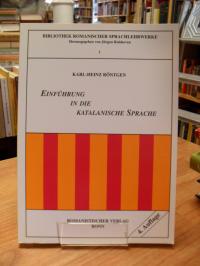 BIBLIOTHEK ROMANISCHER SPRACHLEHRWERKE
Herausgegeben von Jürgen Rolshoven
1
KARL-HEINZ RÖNTGEN
EINFÜHRUNG
IN DIE
KATALANISCHE SPRACHE
4. Auflage
ROMANISTISCHER VERLAG
BONN